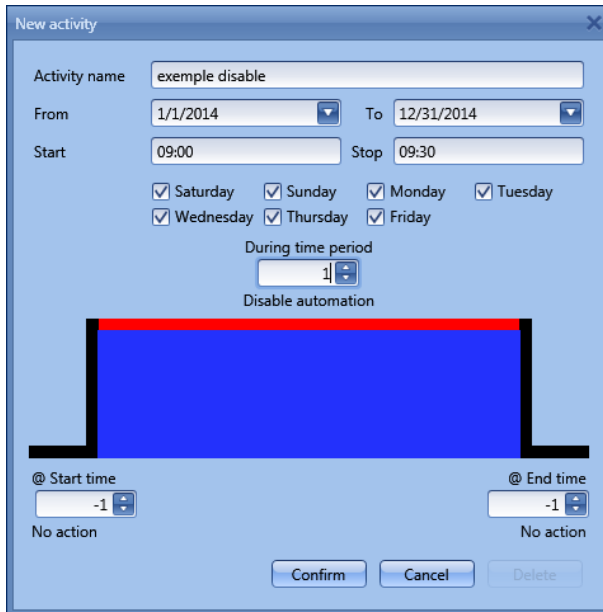 New activity
Activity name exemple disable
From 1/1/2014 To 12/31/2014
Start 09:00 Stop 09:30
Saturday Sunday Monday Tuesday
Wednesday Thursday Friday
During time period
1
Disable automation
@ Start time @ End time
-1 -1
No action No action
Confirm Cancel Delete